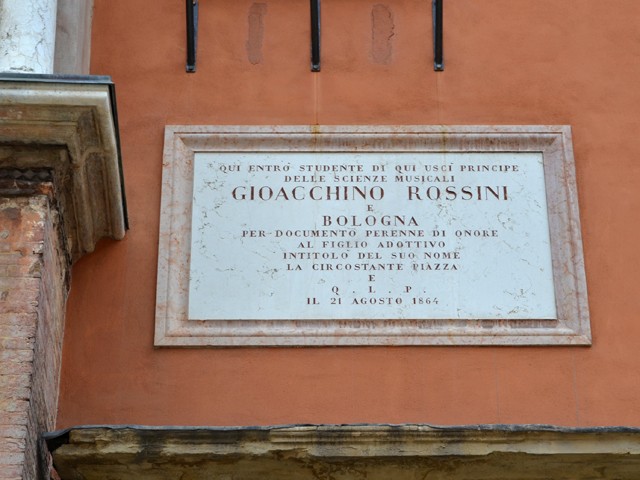 QUI ENTRÒ STUDENTE DI QUI USCÌ PRINCIPE
DELLE SCIENZE MUSICALI
GIOACCHINO ROSSINI
E
BOLOGNA
PER DOCUMENTO PERENNE DI ONORE
AL FIGLIO ADOTTIVO
INTITOLÒ DEL SUO NOME
LA CIRCOSTANTE PIAZZA
E
Q. L. P.
IL 21 AGOSTO 1864